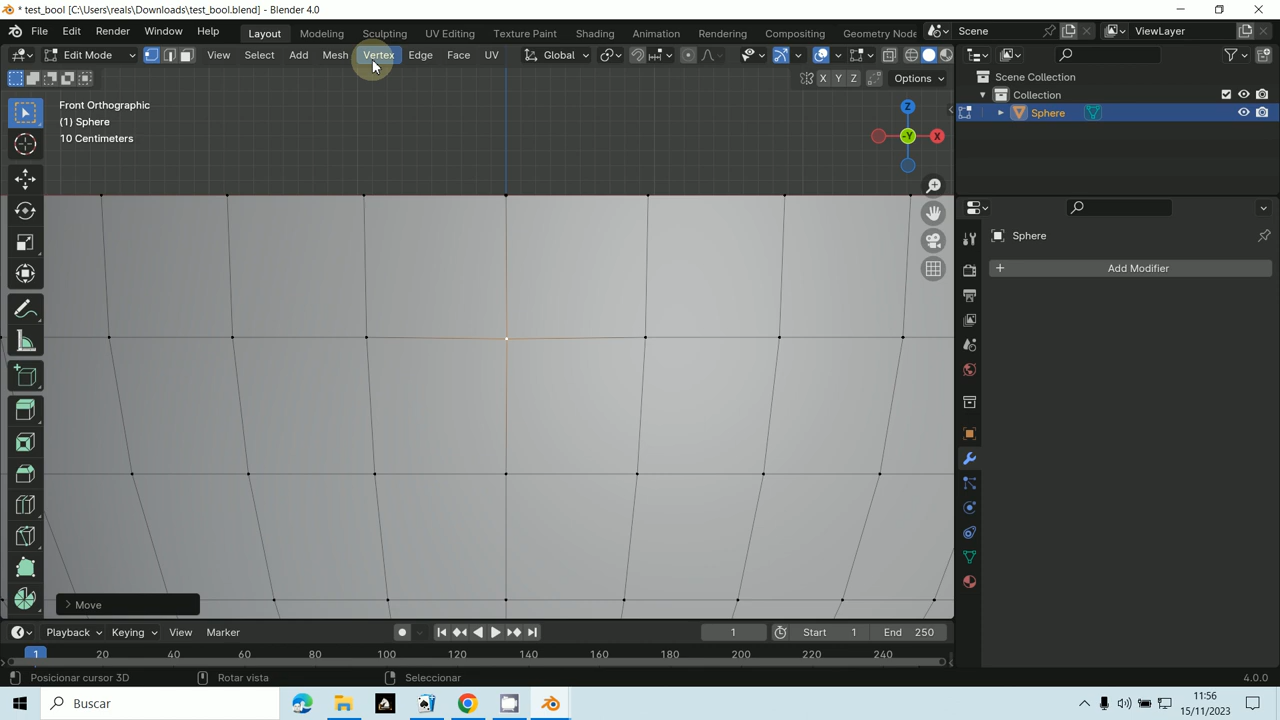 * test_bool [C:\Users\reals\Downloads\test_bool.blend] - Blender 4.0
File Edit Render Window Help Layout Modeling Sculpting UV Editing Texture Paint Shading Animation Rendering Compositing Geometry Node Scene ViewLayer
Edit Mode View Select Add Mesh Vertex Edge Face UV Global
X Y Z Options
Front Orthographic
(1) Sphere
10 Centimeters
Z
-Y X
Scene Collection
Collection
Sphere
Sphere
+ Add Modifier
> Move
Playback Keying View Marker 1 Start 1 End 250
1 20 40 60 80 100 120 140 160 180 200 220 240
Posicionar cursor 3D Rotar vista Seleccionar 4.0.0
Buscar
11:56
15/11/2023